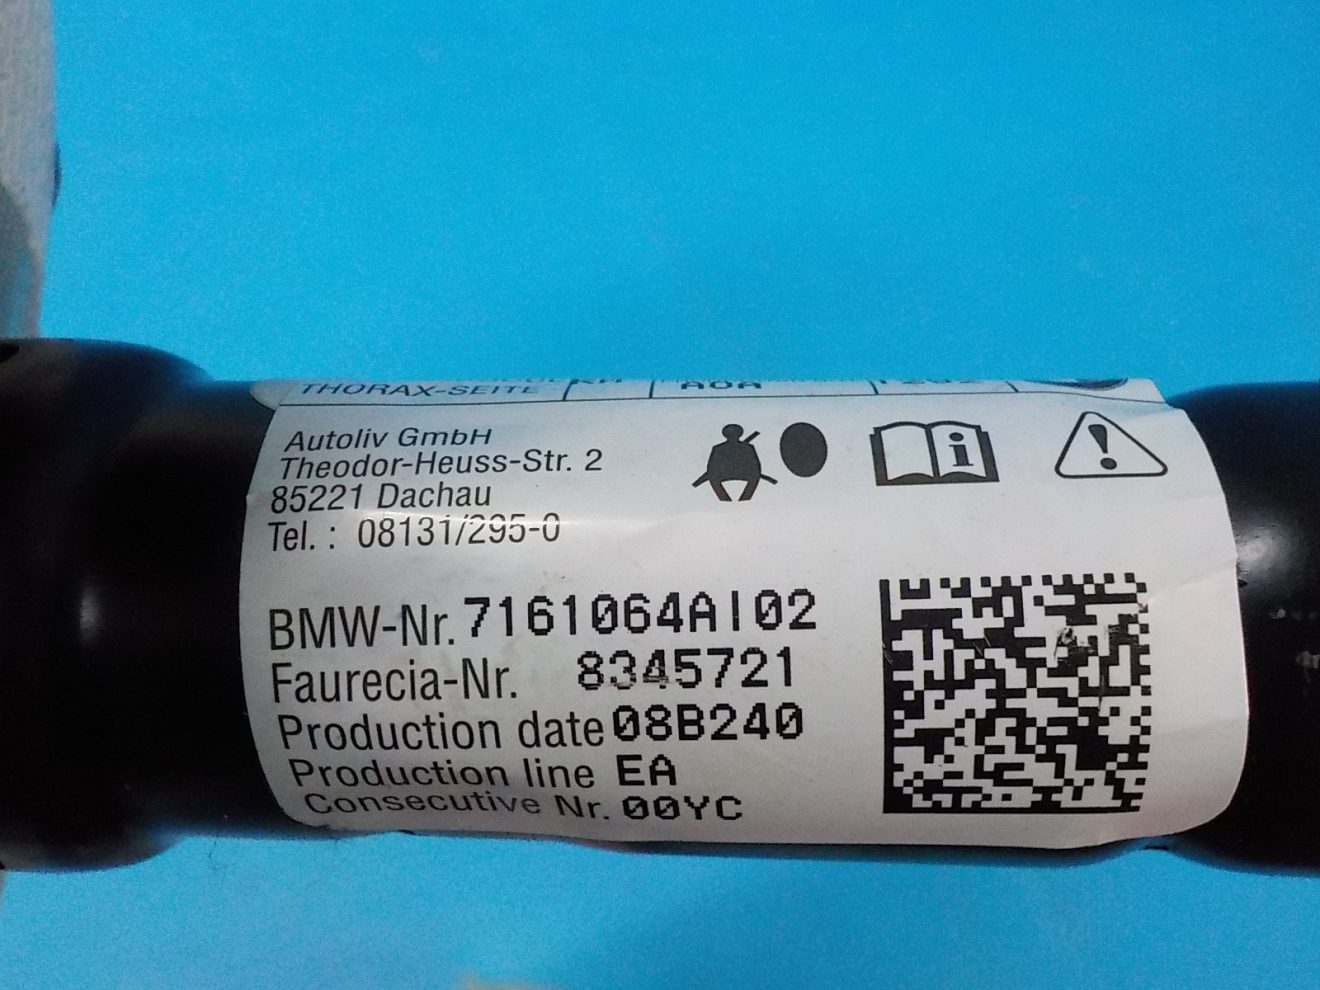 THORAX-SEITE
Autoliv GmbH
Theodor-Heuss-Str. 2
85221 Dachau
Tel. : 08131/295-0
BMW-Nr. 7161064AI02
Faurecia-Nr. 8345721
Production date 08B240
Production line EA
Consecutive Nr. 00YC